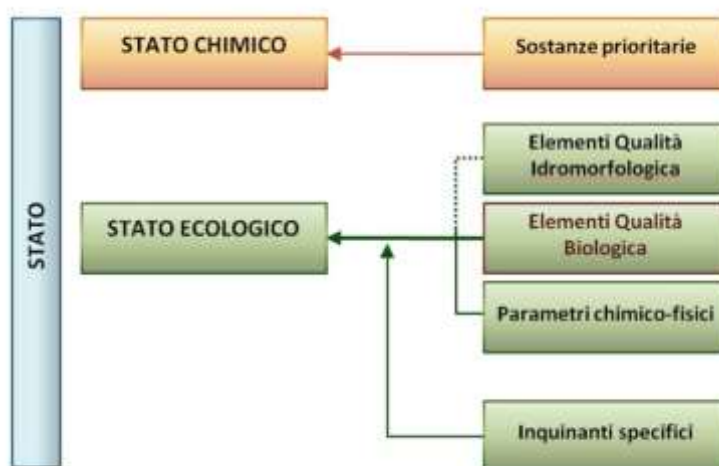 STATO
STATO CHIMICO
Sostanze prioritarie
Elementi Qualità
Idromorfologica
STATO ECOLOGICO
Elementi Qualità
Biologica
Parametri chimico-fisici
Inquinanti specifici